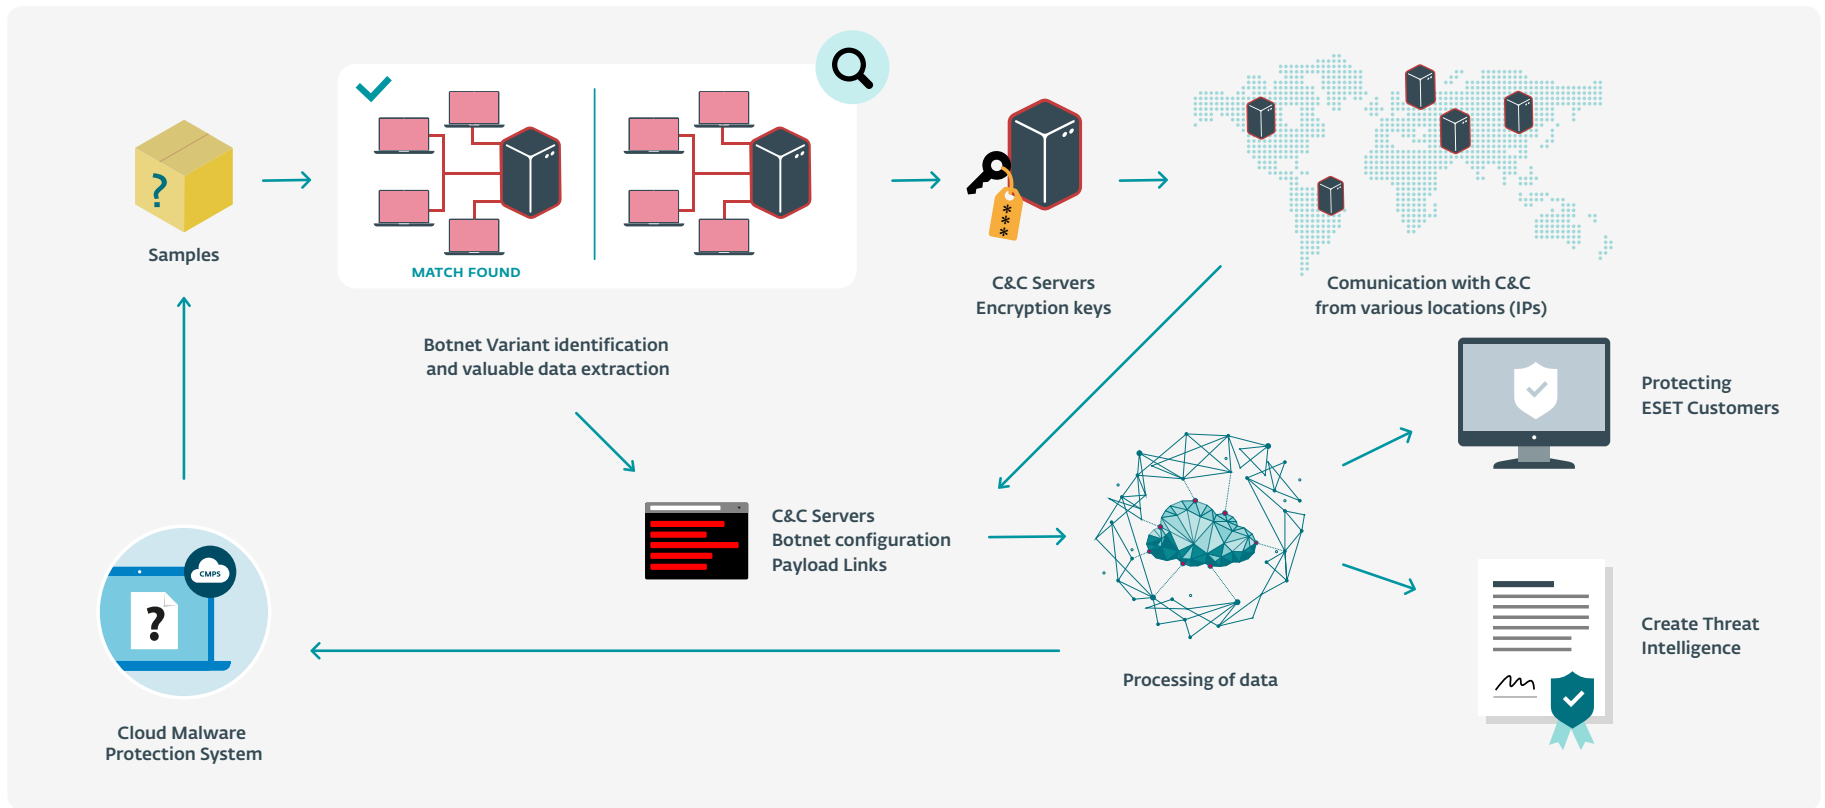 ?
Samples
MATCH FOUND
Botnet Variant identification
and valuable data extraction
***
C&C Servers
Encryption keys
Comunication with C&C
from various locations (IPs)
Protecting
ESET Customers
C&C Servers
Botnet configuration
Payload Links
CMPS
?
Processing of data
Create Threat
Intelligence
Cloud Malware
Protection System